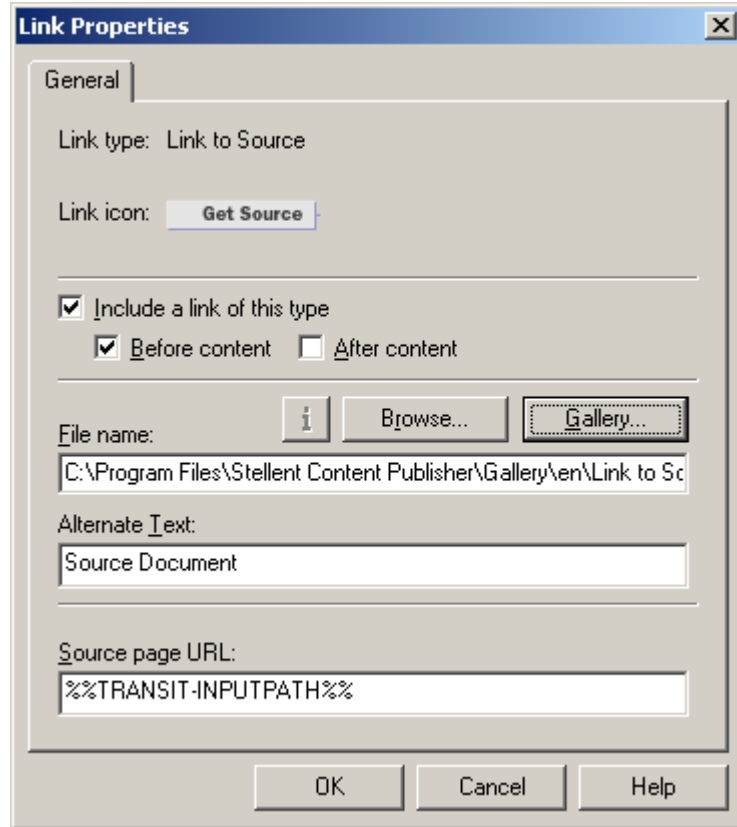 Link Properties
General
Link type: Link to Source
Link icon: Get Source
Include a link of this type
Before content After content
i Browse... Gallery...
File name:
C:\Program Files\Stellent Content Publisher\Gallery\en\Link to Sc
Alternate Text:
Source Document
Source page URL:
%%TRANSIT-INPUTPATH%%
OK Cancel Help